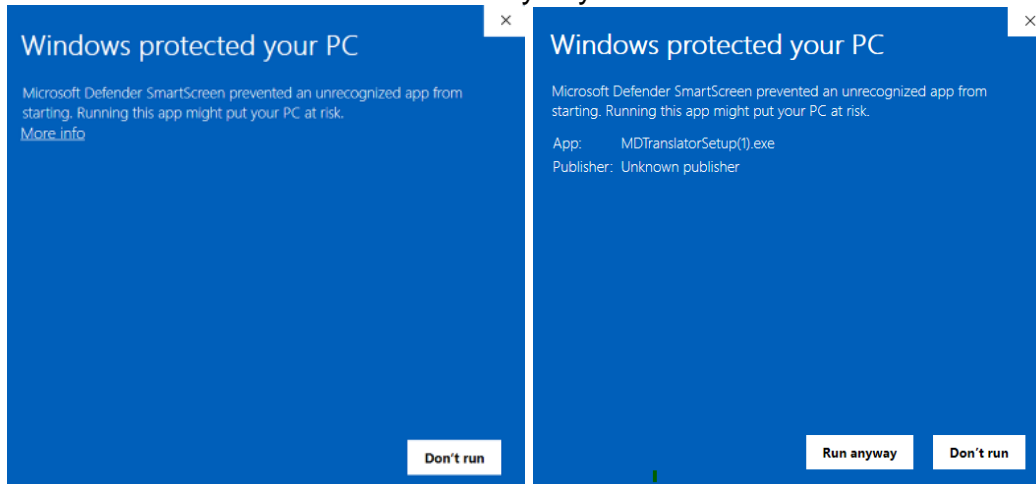 Windows protected your PC
Microsoft Defender SmartScreen prevented an unrecognized app from
starting. Running this app might put your PC at risk.
More info
Don't run
Windows protected your PC
Microsoft Defender SmartScreen prevented an unrecognized app from
starting. Running this app might put your PC at risk.
App: MDTranslatorSetup(1).exe
Publisher: Unknown publisher
Run anyway Don't run